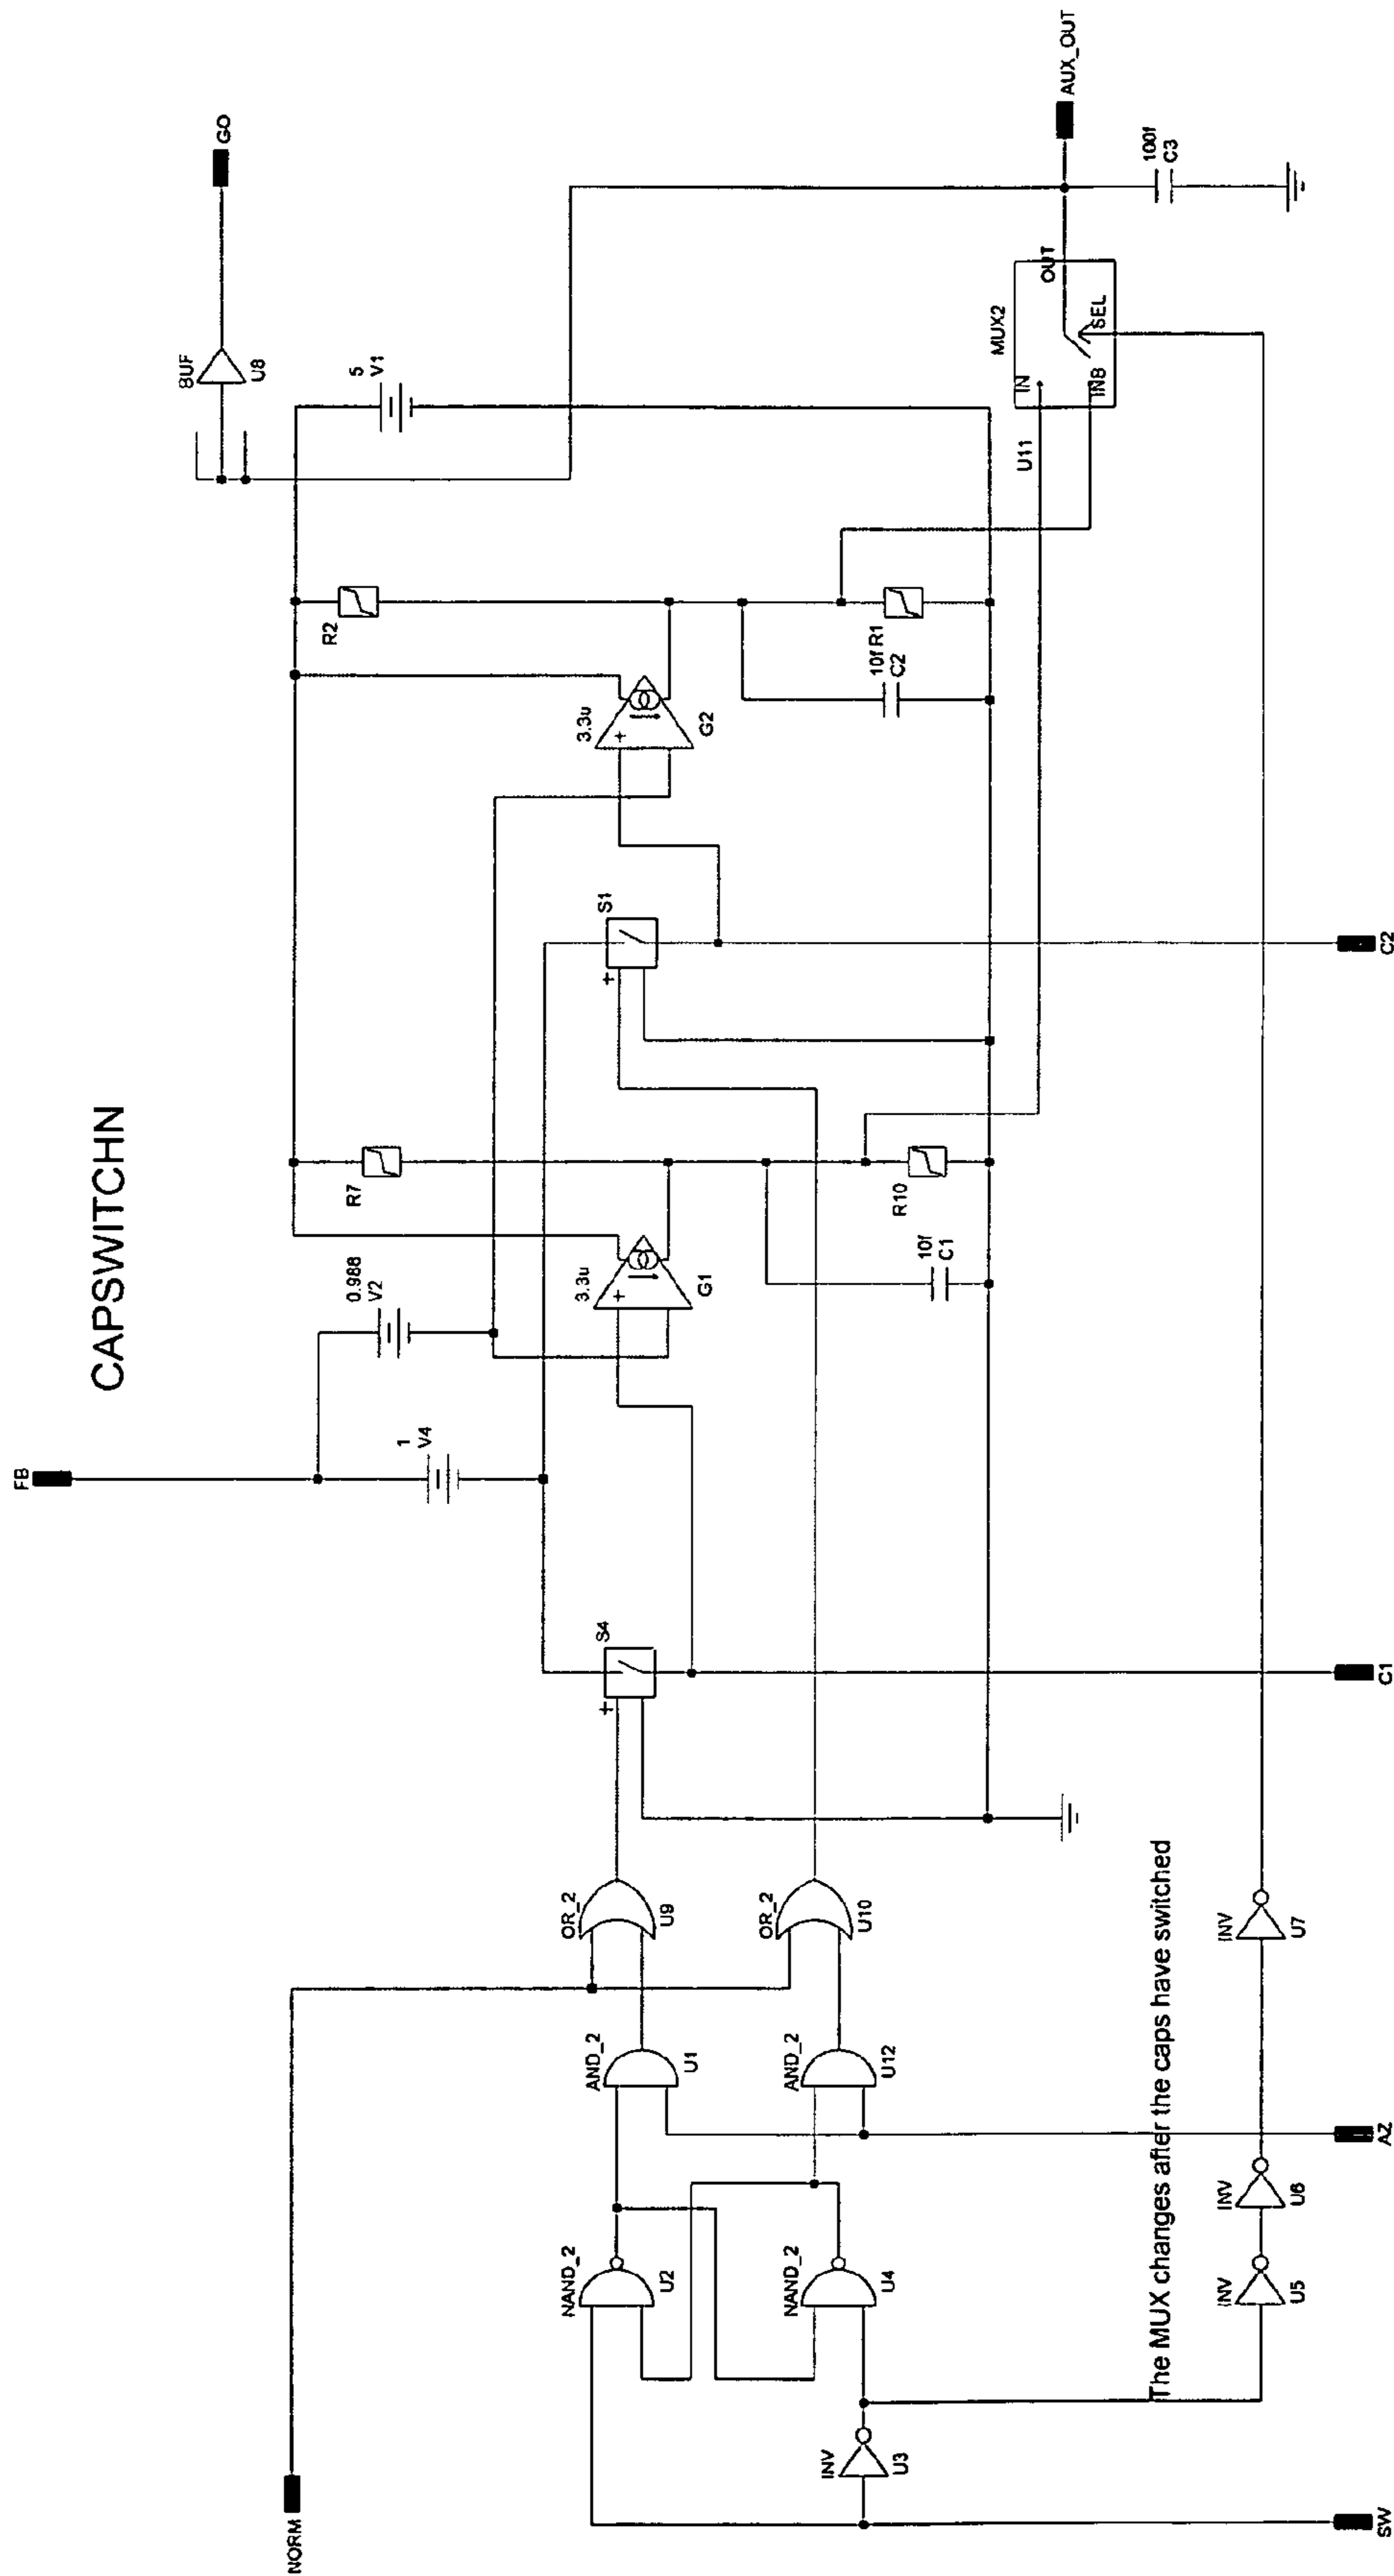 CAPSWITCHN
FB
GO
BUF
U8
5
V1
0.988
V2
1
V4
R7
R2
NORM
S4
S1
3.3u
+
G1
3.3u
+
G2
+
+
OR_2
U9
AND_2
U1
NAND_2
U2
OR_2
U10
AND_2
U12
NAND_2
U4
INV
U3
R10
10f
C1
10f
C2
R1
U11
MUX2
IN
INB
OUT
SEL
AUX_OUT
100f
C3
The MUX changes after the caps have switched
INV
U5
INV
U6
INV
U7
SW
AZ
C1
C2